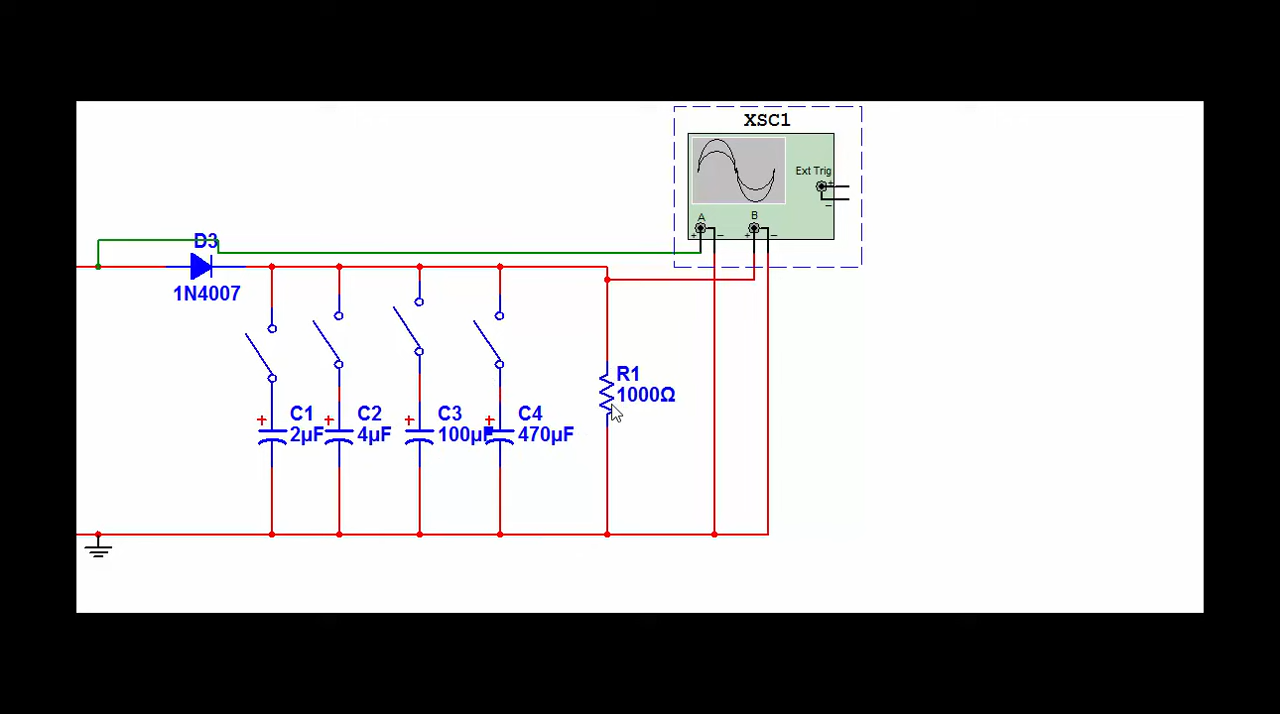 XSC1
Ext Trig
+
−
A
B
+ −
+ −
D3
1N4007
R1
1000Ω
+ C1
2µF
+ C2
4µF
+ C3
100µF
+ C4
470µF